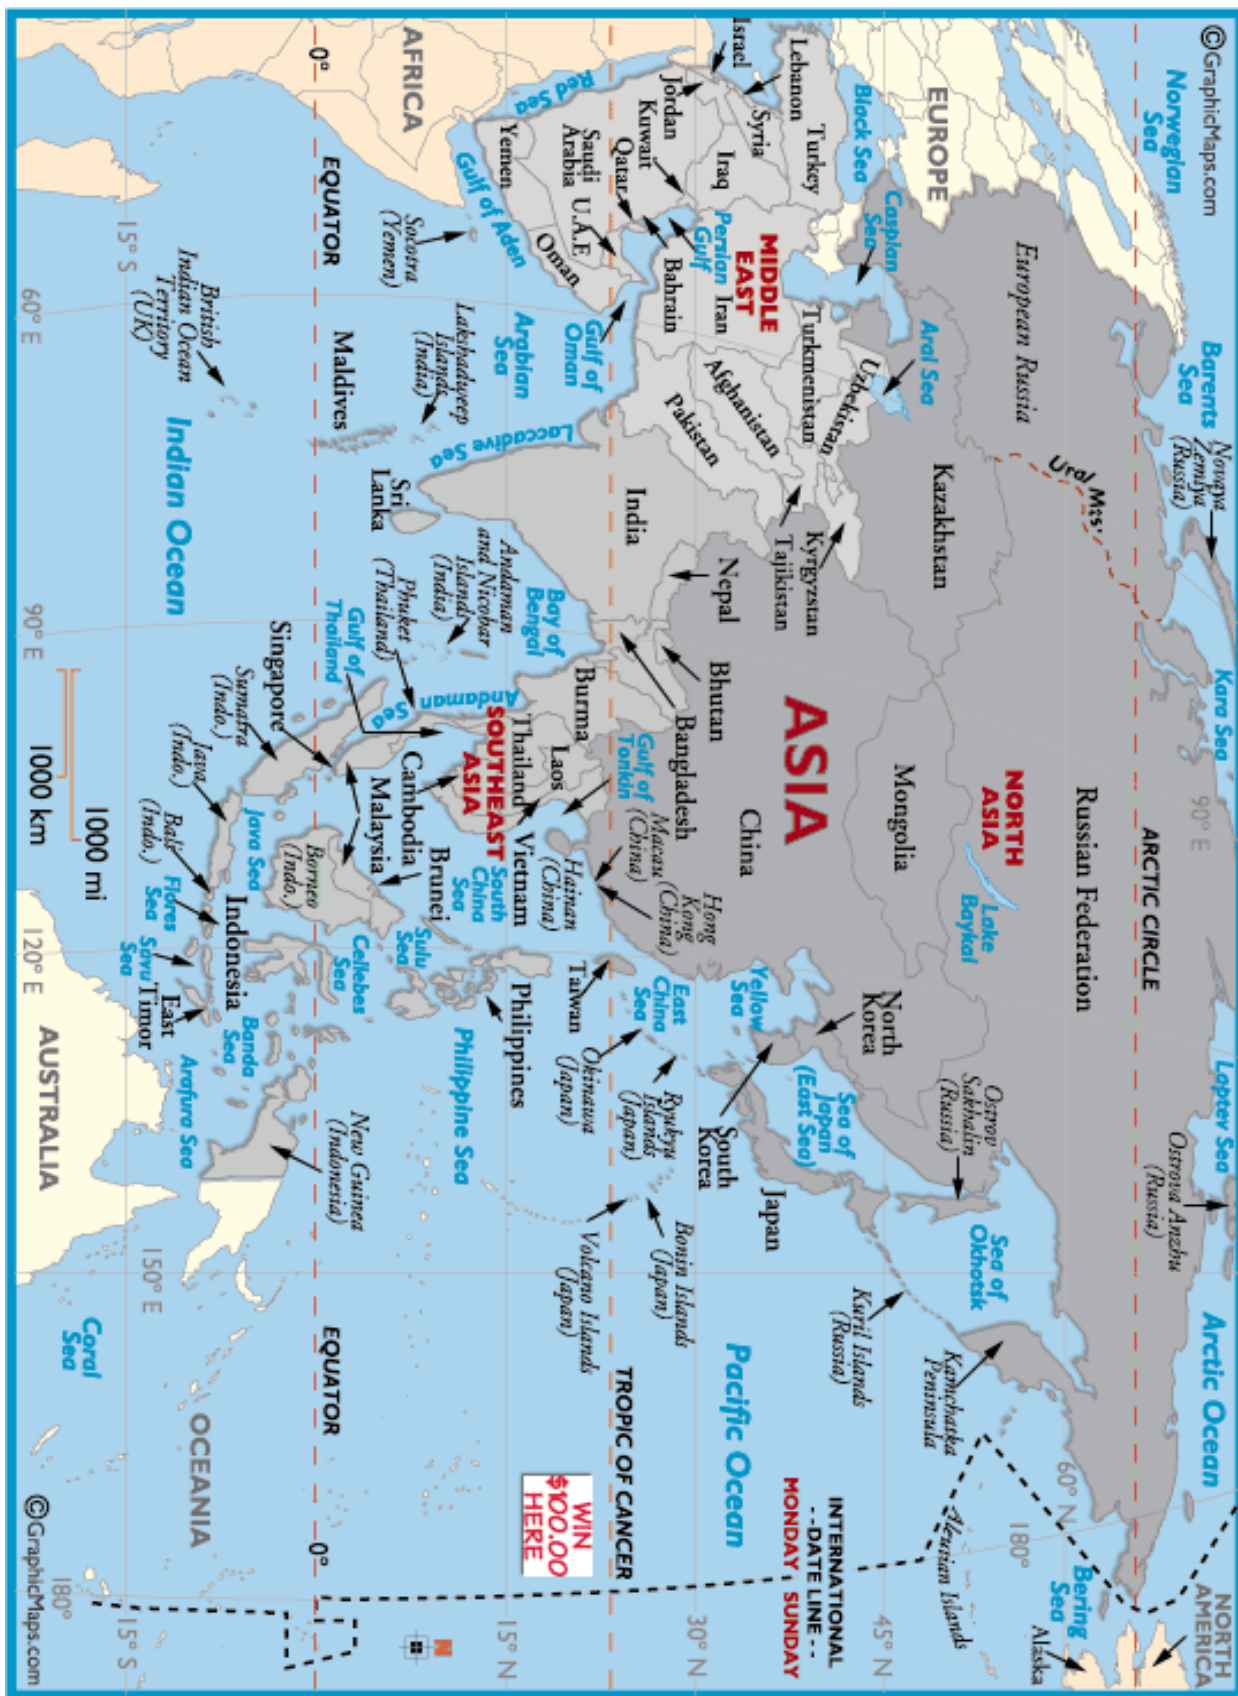 ©GraphicMaps.com
Norwegian
Sea
Barents
Sea
Novaya
Zemlya
(Russia)
Kara Sea
90° E
Laptev Sea
Ostrova Anzhu
(Russia)
Arctic Ocean
NORTH
AMERICA
Alaska
Bering
Sea
ARCTIC CIRCLE
EUROPE
European Russia
Ural Mts.
Russian Federation
60° N
180°
Aleutian Islands
Kamchatka
Peninsula
Sea of
Okhotsk
Ostrov
Sakhalin
(Russia)
Kuril Islands
(Russia)
NORTH
ASIA
Lake
Baykal
Black Sea
Caspian
Sea
Aral Sea
Kazakhstan
Mongolia
45° N
INTERNATIONAL
- - DATE LINE - -
MONDAY
SUNDAY
Lebanon
Israel
Turkey
Syria
Jordan
Iraq
Kuwait
MIDDLE
EAST
Persian
Gulf
Iran
Bahrain
Qatar
Saudi
Arabia
U.A.E
Turkmenistan
Uzbekistan
Afghanistan
Pakistan
Kyrgyzstan
Tajikistan
ASIA
China
Nepal
Bhutan
North
Korea
South
Korea
Sea of
Japan
(East Sea)
Japan
Yellow
Sea
Pacific Ocean
30° N
East
China
Sea
Ryukyu
Islands
(Japan)
Okinawa
(Japan)
Bonin Islands
(Japan)
Volcano Islands
(Japan)
TROPIC OF CANCER
WIN
$100.00
HERE
Red Sea
Yemen
Oman
Gulf of
Oman
Gulf of Aden
Arabian
Sea
India
Bangladesh
Burma
Bay of
Bengal
Laos
Thailand
Vietnam
Gulf of
Tonkin
Macau
(China)
Hong
Kong
(China)
Hainan
(China)
Taiwan
AFRICA
Socotra
(Yemen)
Lakshadveep
Islands
(India)
Laccadive Sea
Sri
Lanka
Andaman
and Nicobar
Islands
(India)
Andaman
Sea
Phuket
(Thailand)
Gulf of
Thailand
SOUTHEAST
ASIA
Cambodia
South
China
Sea
Philippines
Philippine Sea
15° N
N
0°
EQUATOR
Maldives
Singapore
Malaysia
Brunei
Sulu
Sea
Sumatra
(Indo.)
Borneo
(Indo.)
Cellebes
Sea
New Guinea
(Indonesia)
EQUATOR
0°
British
Indian Ocean
Territory
(UK)
Indian Ocean
Java
(Indo.)
Java Sea
Bali
(Indo.)
Indonesia
Flores
Sea
Savu
Sea
East
Timor
Banda
Sea
Arafura Sea
OCEANIA
15° S
60° E
90° E
1000 mi
1000 km
120° E
AUSTRALIA
150° E
Coral
Sea
15° S
180°
©GraphicMaps.com